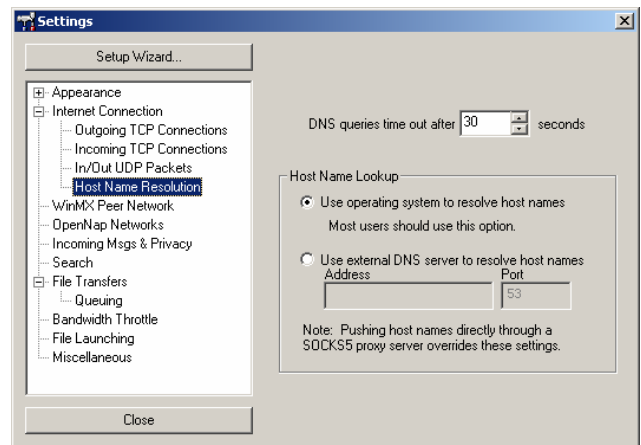 Settings
Setup Wizard...
Appearance
Internet Connection
Outgoing TCP Connections
Incoming TCP Connections
In/Out UDP Packets
Host Name Resolution
WinMX Peer Network
OpenNap Networks
Incoming Msgs & Privacy
Search
File Transfers
Queuing
Bandwidth Throttle
File Launching
Miscellaneous
Close
DNS queries time out after 30 seconds
Host Name Lookup
Use operating system to resolve host names
Most users should use this option.
Use external DNS server to resolve host names
Address Port
53
Note: Pushing host names directly through a
SOCKS5 proxy server overrides these settings.